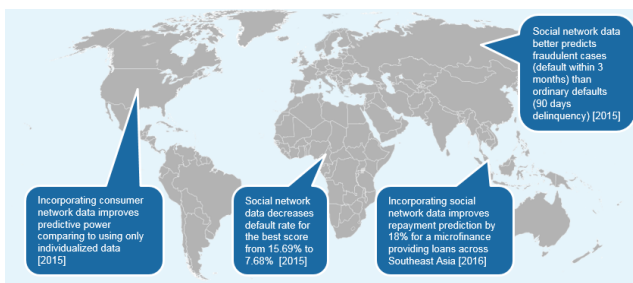 Social network data
better predicts
fraudulent cases
(default within 3
months) than
ordinary defaults
(90 days
delinquency) [2015]
Incorporating consumer
network data improves
predictive power
comparing to using only
individualized data
[2015]
Social network
data decreases
default rate for
the best score
from 15.69% to
7.68% [2015]
Incorporating social
network data improves
repayment prediction by
18% for a microfinance
providing loans across
Southeast Asia [2016]